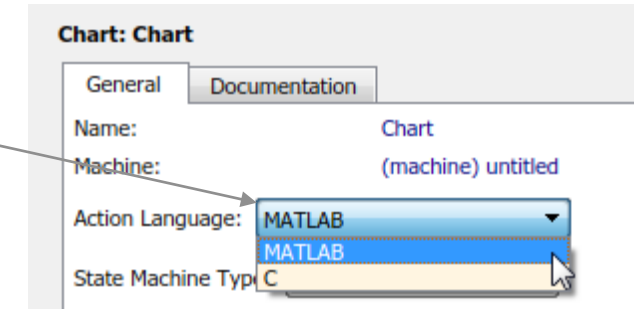 Chart: Chart
General Documentation
Name: Chart
Machine: (machine) untitled
Action Language: MATLAB
MATLAB
State Machine Typ C